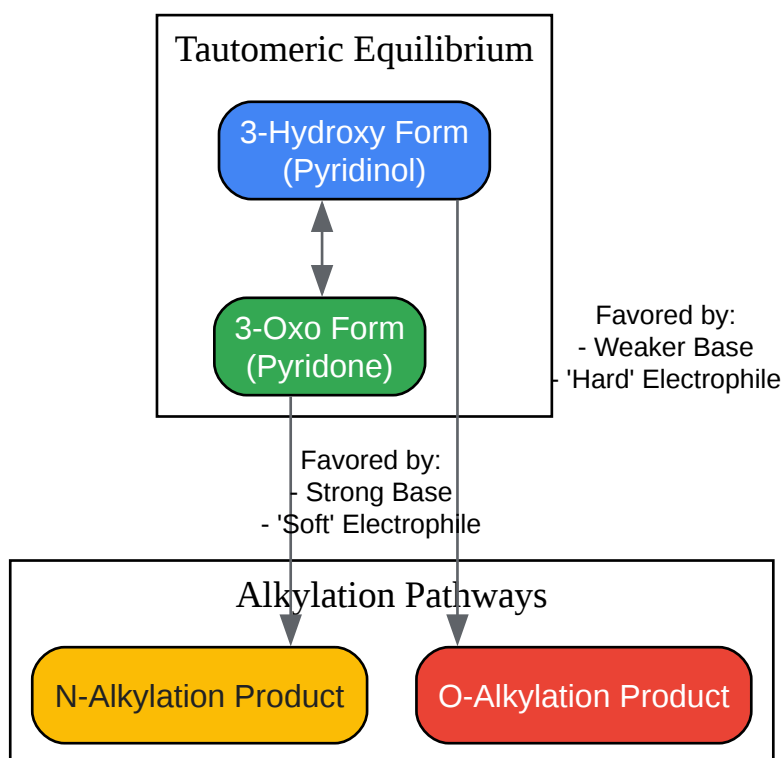 Tautomeric Equilibrium
3-Hydroxy Form
(Pyridinol)
3-Oxo Form
(Pyridone)
Favored by:
- Weaker Base
- 'Hard' Electrophile
Favored by:
- Strong Base
- 'Soft' Electrophile
Alkylation Pathways
N-Alkylation Product
O-Alkylation Product